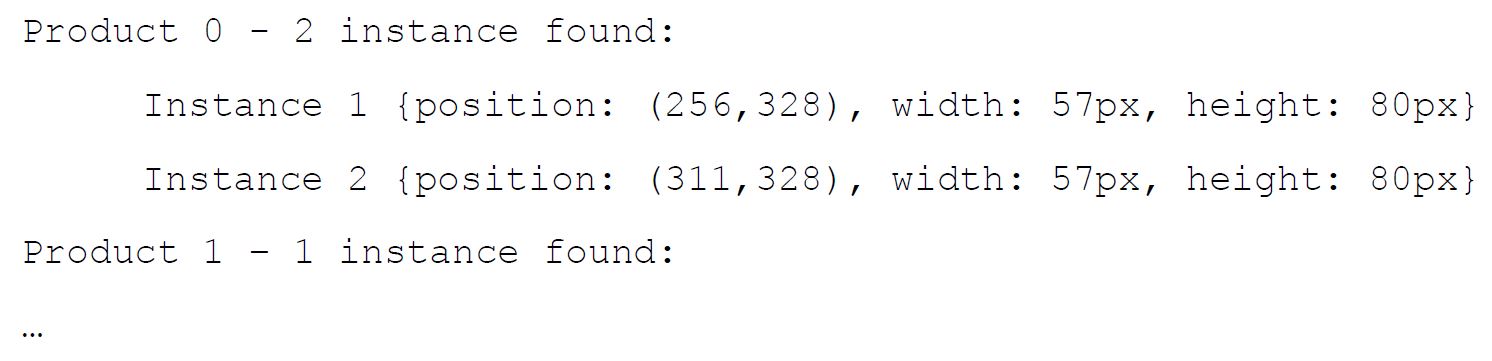 Product 0 – 2 instance found:
Instance 1 {position: (256,328), width: 57px, height: 80px}
Instance 2 {position: (311,328), width: 57px, height: 80px}
Product 1 – 1 instance found:
…